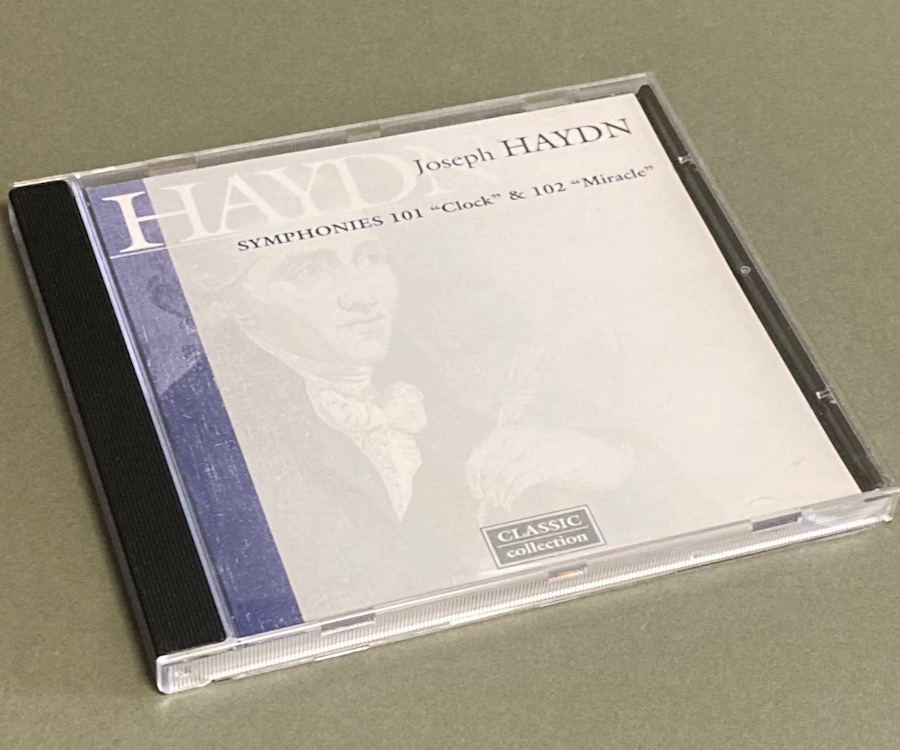 HAYDN
Joseph HAYDN
SYMPHONIES 101 “Clock” & 102 “Miracle”
CLASSIC
collection